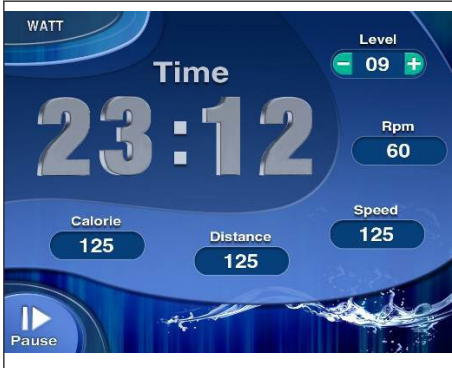 WATT
Level
- 09 +
Time
23:12
Rpm
60
Calorie
125
Distance
125
Speed
125
Pause